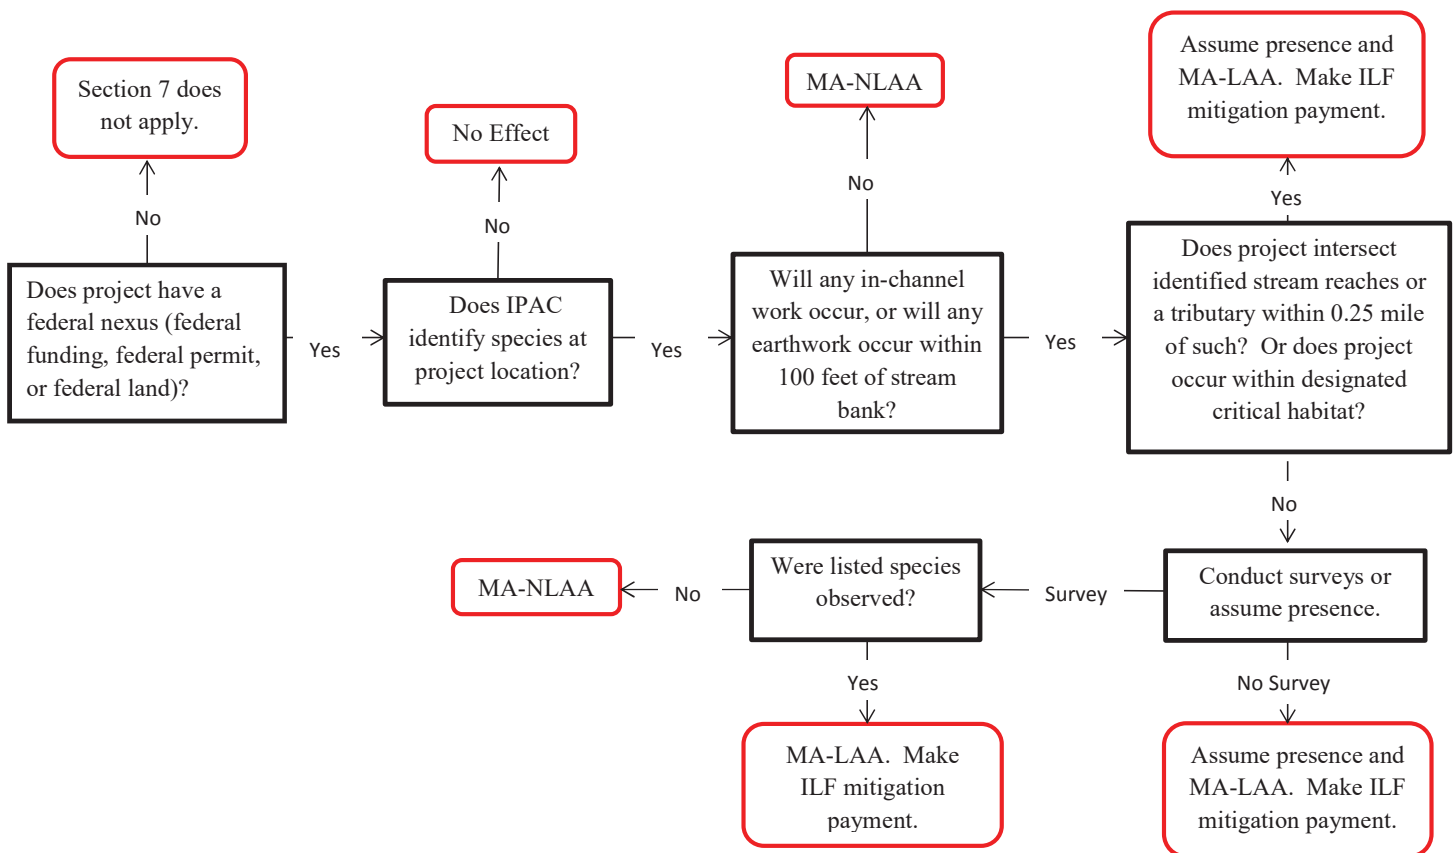 Section 7 does
not apply.
No Effect
MA-NLAA
Assume presence and
MA-LAA.  Make ILF
mitigation payment.
No
No
No
Yes
Does project have a
federal nexus (federal
funding, federal permit,
or federal land)?
Yes
Does IPAC
identify species at
project location?
Yes
Will any in-channel
work occur, or will any
earthwork occur within
100 feet of stream
bank?
Yes
Does project intersect
identified stream reaches or
a tributary within 0.25 mile
of such?  Or does project
occur within designated
critical habitat?
No
Conduct surveys or
assume presence.
Survey
Were listed species
observed?
No
MA-NLAA
Yes
No Survey
MA-LAA.  Make
ILF mitigation
payment.
Assume presence and
MA-LAA.  Make ILF
mitigation payment.